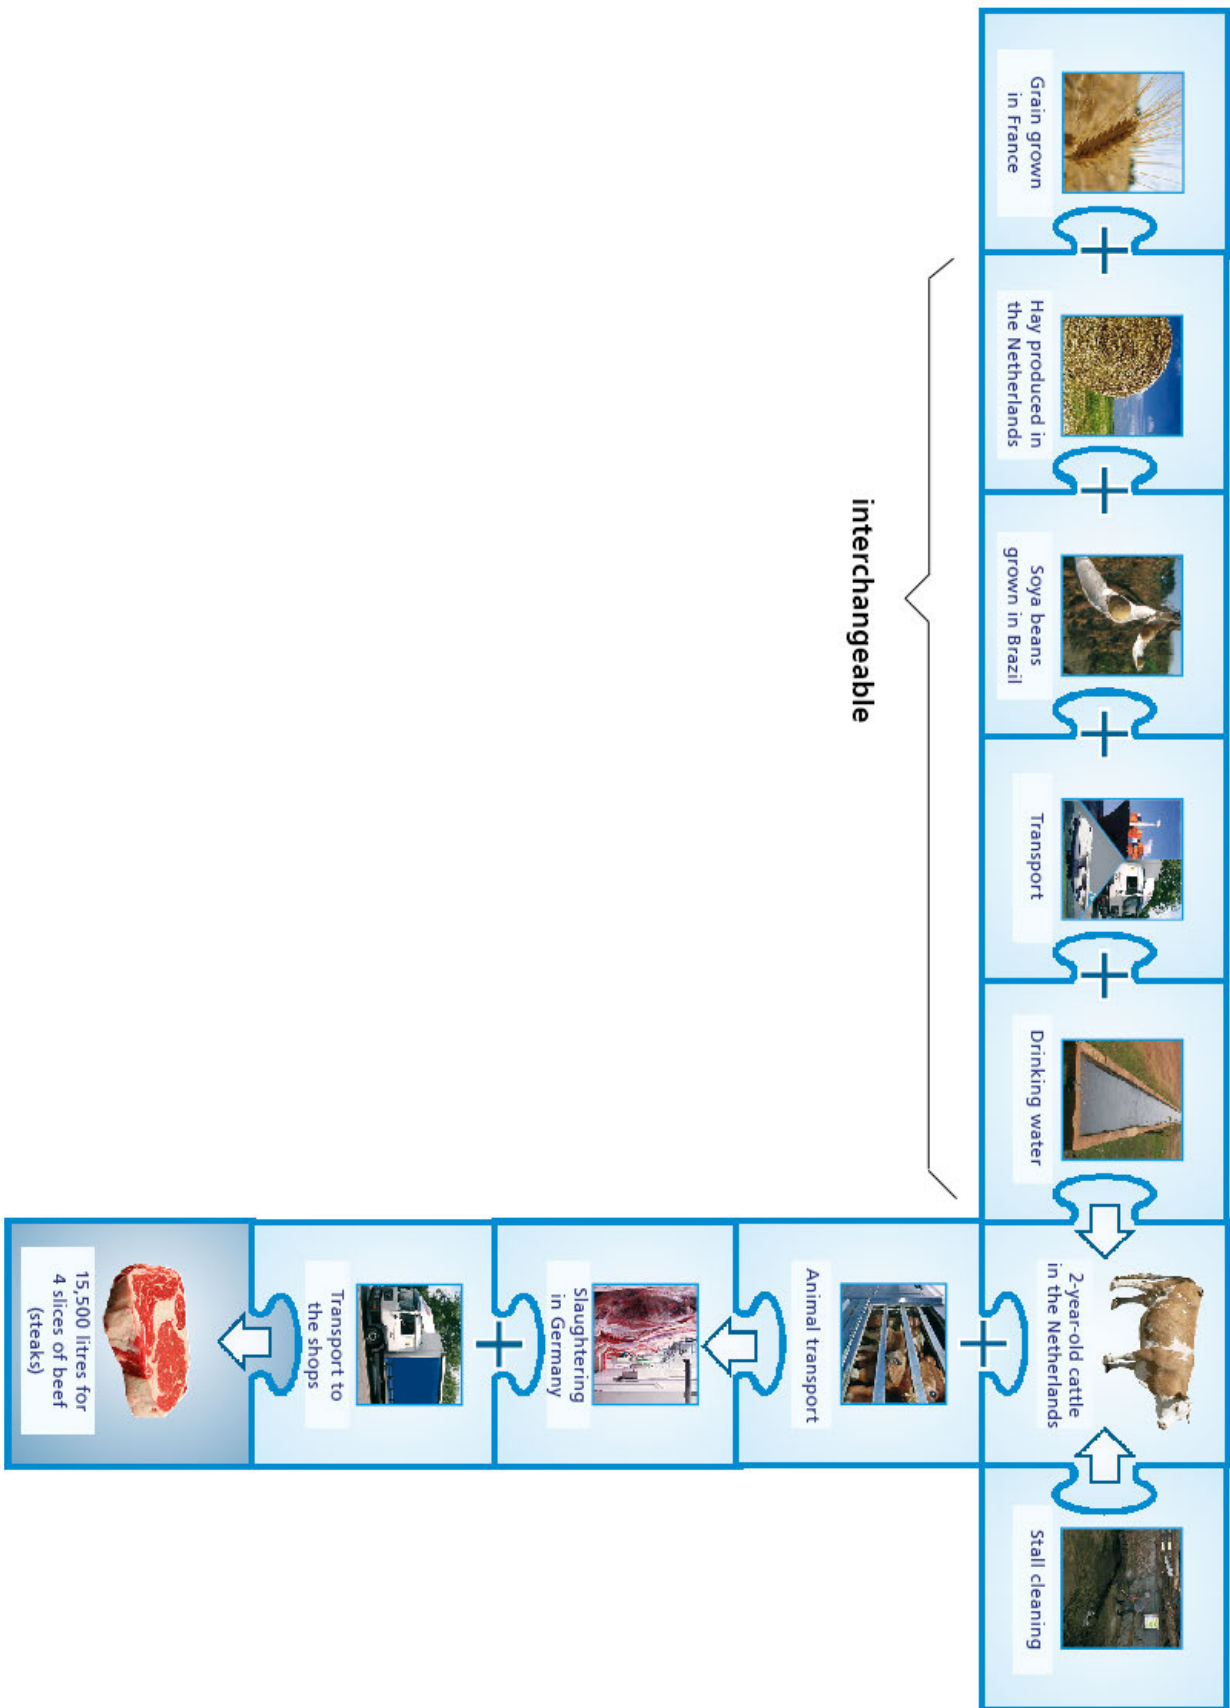 Grain grown
in France
Hay produced in
the Netherlands
Soya beans
grown in Brazil
Transport
Drinking water
2-year-old cattle
in the Netherlands
Stall cleaning
interchangeable
Animal transport
Slaughtering
in Germany
Transport to
the shops
15,500 litres for
4 slices of beef
(steaks)